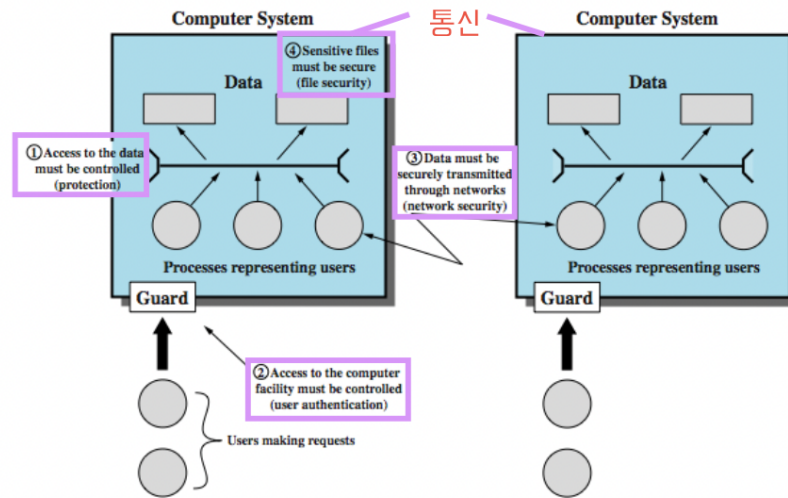 Computer System
통신
Computer System
④Sensitive files
must be secure
(file security)
Data
Data
①Access to the data
must be controlled
(protection)
③Data must be
securely transmitted
through networks
(network security)
Processes representing users
Processes representing users
Guard
Guard
②Access to the computer
facility must be controlled
(user authentication)
Users making requests